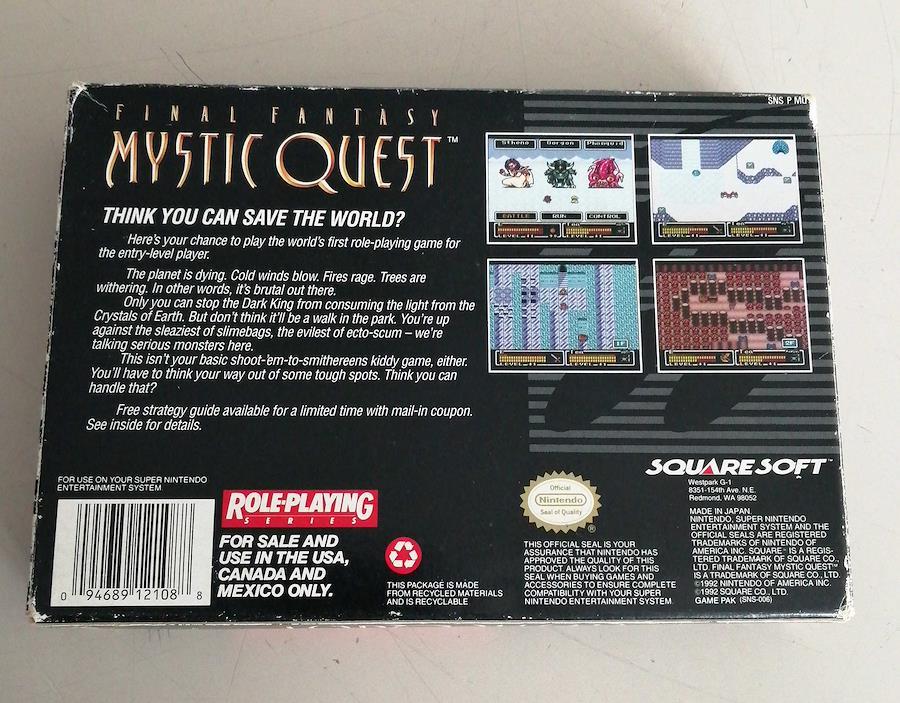 SNS P MU
FINAL FANTASY
MYSTIC QUEST™
THINK YOU CAN SAVE THE WORLD?
Here's your chance to play the world's first role-playing game for
the entry-level player.
The planet is dying. Cold winds blow. Fires rage. Trees are
withering. In other words, it's brutal out there.
Only you can stop the Dark King from consuming the light from the
Crystals of Earth. But don't think it'll be a walk in the park. You're up
against the sleaziest of slimebags, the evilest of ecto-scum – we're
talking serious monsters here.
This isn't your basic shoot-'em-to-smithereens kiddy game, either.
You'll have to think your way out of some tough spots. Think you can
handle that?
Free strategy guide available for a limited time with mail-in coupon.
See inside for details.
Stheno Gorgon Phanquid
BATTLE RUN CONTROL
1F
2F
FOR USE ON YOUR SUPER NINTENDO
ENTERTAINMENT SYSTEM
0 94689 12108 8
ROLE-PLAYING
SERIES
FOR SALE AND
USE IN THE USA,
CANADA AND
MEXICO ONLY.
THIS PACKAGE IS MADE
FROM RECYCLED MATERIALS
AND IS RECYCLABLE
Official
Nintendo
Seal of Quality
®
THIS OFFICIAL SEAL IS YOUR
ASSURANCE THAT NINTENDO HAS
APPROVED THE QUALITY OF THIS
PRODUCT. ALWAYS LOOK FOR THIS
SEAL WHEN BUYING GAMES AND
ACCESSORIES TO ENSURE COMPLETE
COMPATIBILITY WITH YOUR SUPER
NINTENDO ENTERTAINMENT SYSTEM.
SQUARESOFT™
Westpark G-1
8351-154th Ave. N.E.
Redmond, WA 98052
MADE IN JAPAN.
NINTENDO, SUPER NINTENDO
ENTERTAINMENT SYSTEM AND THE
OFFICIAL SEALS ARE REGISTERED
TRADEMARKS OF NINTENDO OF
AMERICA INC. SQUARE® IS A REGIS-
TERED TRADEMARK OF SQUARE CO.,
LTD. FINAL FANTASY MYSTIC QUEST™
IS A TRADEMARK OF SQUARE CO., LTD.
©1992 NINTENDO OF AMERICA INC.
©1992 SQUARE CO., LTD.
GAME PAK (SNS-006)